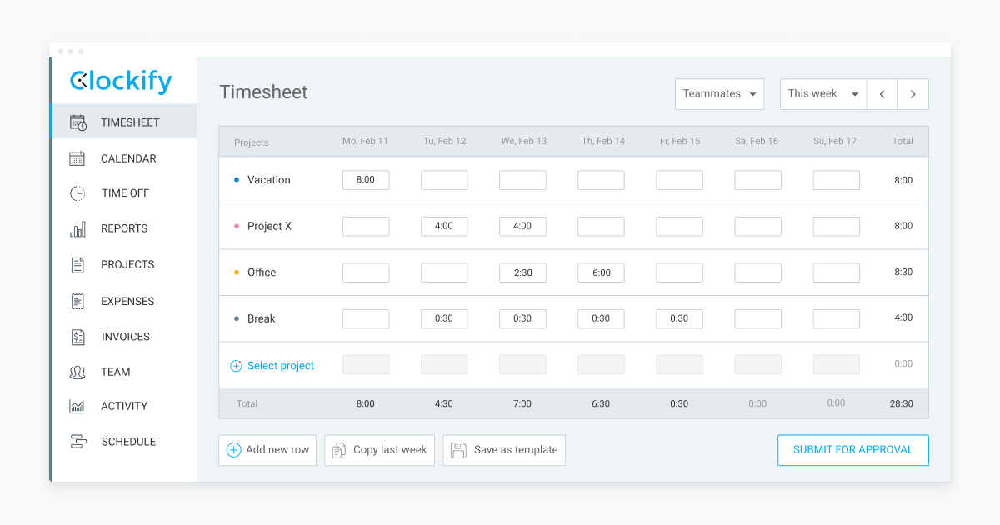 Clockify
TIMESHEET
CALENDAR
TIME OFF
REPORTS
PROJECTS
EXPENSES
INVOICES
TEAM
ACTIVITY
SCHEDULE
Timesheet
Teammates
This week
Projects Mo, Feb 11 Tu, Feb 12 We, Feb 13 Th, Feb 14 Fr, Feb 15 Sa, Feb 16 Su, Feb 17 Total
Vacation 8:00 8:00
Project X 4:00 4:00 8:00
Office 2:30 6:00 8:30
Break 0:30 0:30 0:30 0:30 4:00
Select project 0:00
Total 8:00 4:30 7:00 6:30 0:30 0:00 0:00 28:30
Add new row
Copy last week
Save as template
SUBMIT FOR APPROVAL